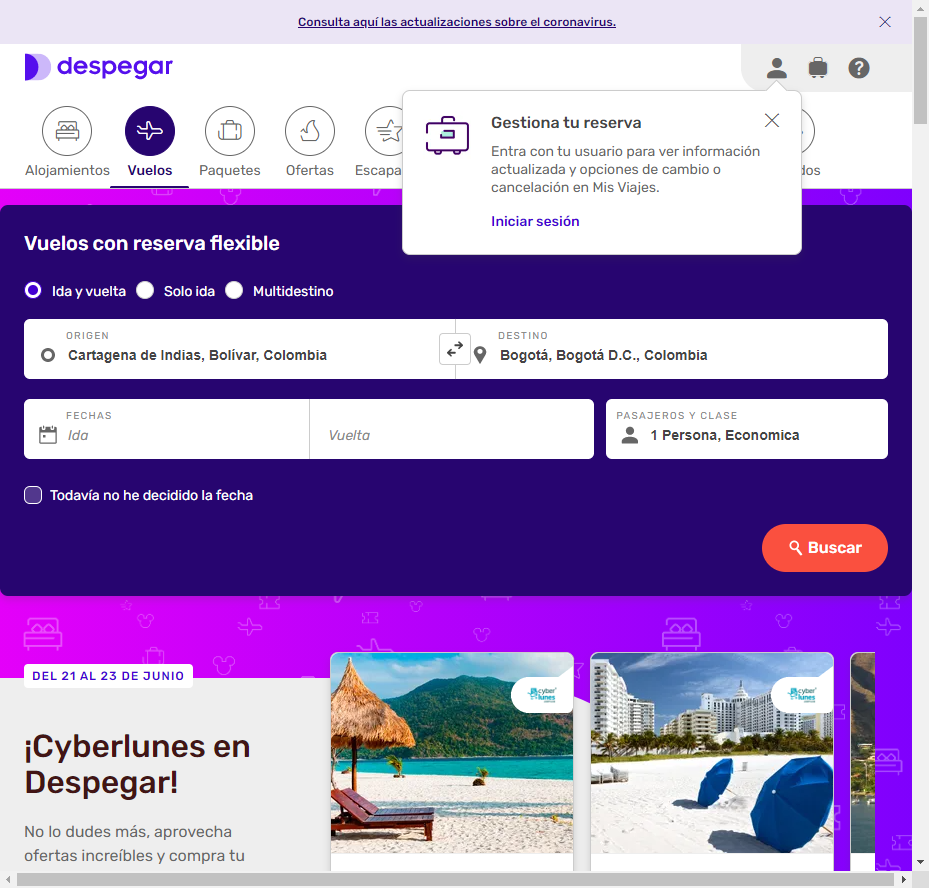 Consulta aquí las actualizaciones sobre el coronavirus.
despegar
Alojamientos
Vuelos
Paquetes
Ofertas
Escapa
dos
Gestiona tu reserva
Entra con tu usuario para ver información
actualizada y opciones de cambio o
cancelación en Mis Viajes.
Iniciar sesión
Vuelos con reserva flexible
Ida y vuelta
Solo ida
Multidestino
ORIGEN
Cartagena de Indias, Bolívar, Colombia
DESTINO
Bogotá, Bogotá D.C., Colombia
FECHAS
Ida
Vuelta
PASAJEROS Y CLASE
1 Persona, Economica
Todavía no he decidido la fecha
Buscar
DEL 21 AL 23 DE JUNIO
¡Cyberlunes en
Despegar!
No lo dudes más, aprovecha
ofertas increíbles y compra tu
cyber
lunes
cyber
lunes